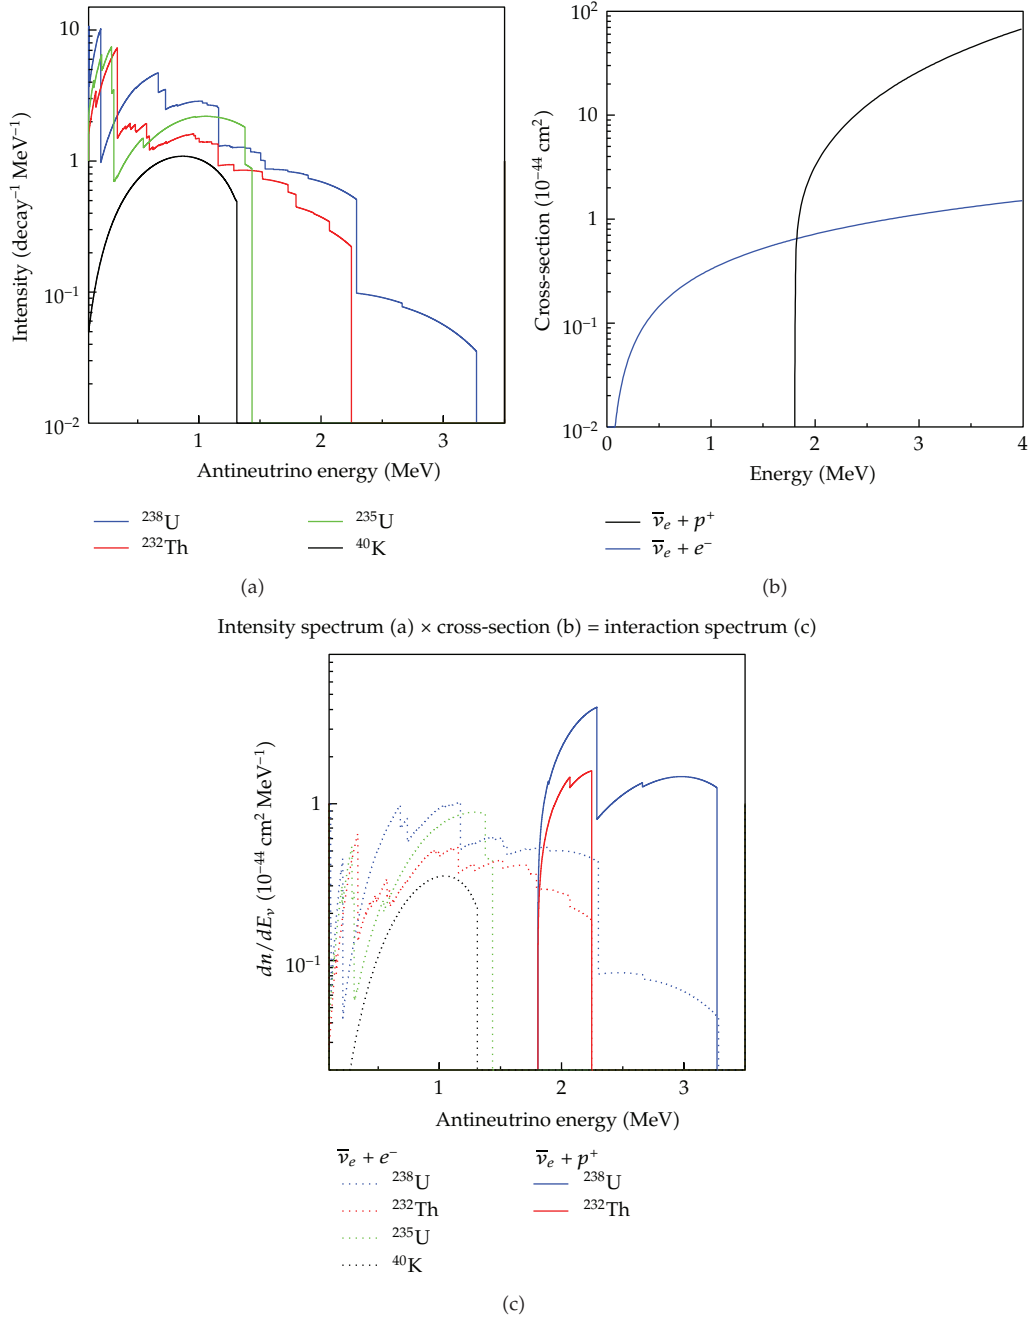 10
1
10⁻¹
10⁻²
Intensity (decay⁻¹ MeV⁻¹)
1 2 3
Antineutrino energy (MeV)
²³⁸U ²³⁵U
²³²Th ⁴⁰K
(a)
10²
10
1
10⁻¹
10⁻²
Cross-section (10⁻⁴⁴ cm²)
0 1 2 3 4
Energy (MeV)
ν̅ₑ + p⁺
ν̅ₑ + e⁻
(b)
Intensity spectrum (a) × cross-section (b) = interaction spectrum (c)
1
10⁻¹
dn/dEᵥ (10⁻⁴⁴ cm² MeV⁻¹)
1 2 3
Antineutrino energy (MeV)
ν̅ₑ + e⁻ ν̅ₑ + p⁺
²³⁸U ²³⁸U
²³²Th ²³²Th
²³⁵U
⁴⁰K
(c)